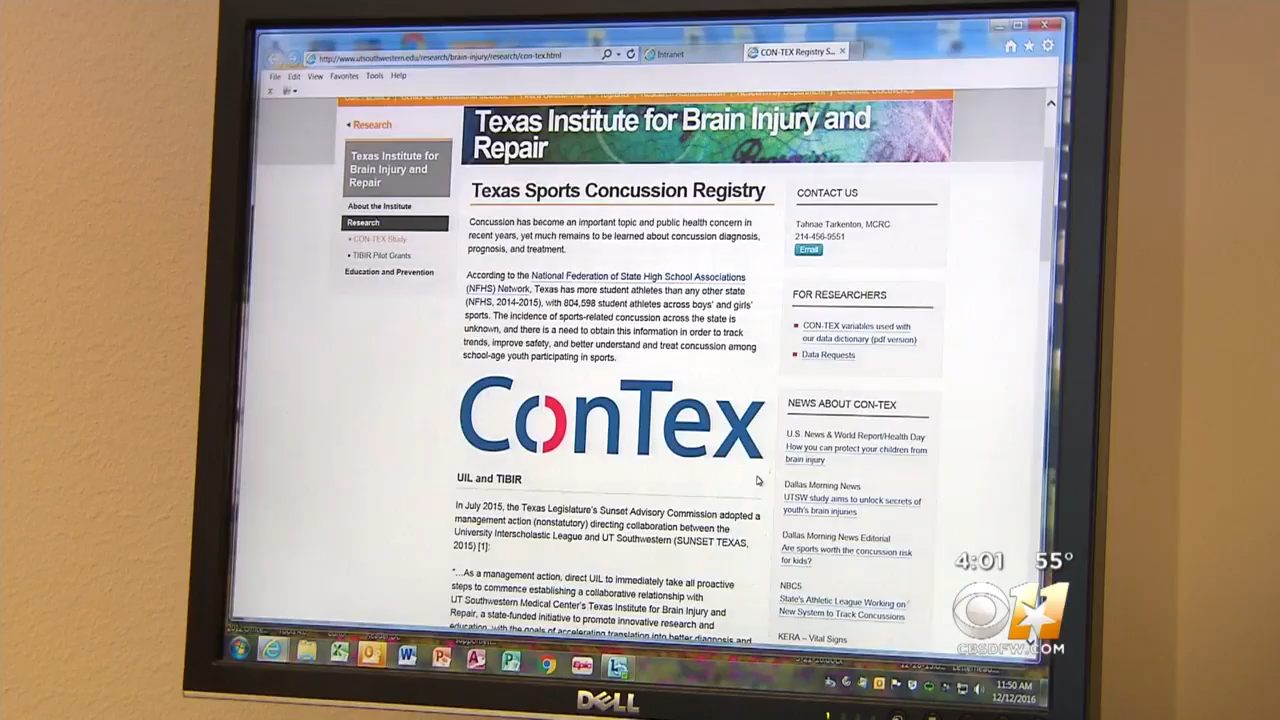 http://www.utsouthwestern.edu/research/brain-injury/research/con-tex.html
Intranet
CON-TEX Registry S...
File Edit View Favorites Tools Help
Research
Texas Institute for
Brain Injury and
Repair
About the Institute
Research
CON-TEX Study
TIBIR Pilot Grants
Education and Prevention
Texas Institute for Brain Injury and
Repair
Texas Sports Concussion Registry
Concussion has become an important topic and public health concern in
recent years, yet much remains to be learned about concussion diagnosis,
prognosis, and treatment.
According to the National Federation of State High School Associations
(NFHS) Network, Texas has more student athletes than any other state
(NFHS, 2014-2015), with 804,598 student athletes across boys' and girls'
sports. The incidence of sports-related concussion across the state is
unknown, and there is a need to obtain this information in order to track
trends, improve safety, and better understand and treat concussion among
school-age youth participating in sports.
ConTex
UIL and TIBIR
In July 2015, the Texas Legislature's Sunset Advisory Commission adopted a
management action (nonstatutory) directing collaboration between the
University Interscholastic League and UT Southwestern (SUNSET TEXAS,
2015) [1]:
"...As a management action, direct UIL to immediately take all proactive
steps to commence establishing a collaborative relationship with
UT Southwestern Medical Center's Texas Institute for Brain Injury and
Repair, a state-funded initiative to promote innovative research and
education, with the goals of accelerating translation into better diagnosis and
CONTACT US
Tahnae Tarkenton, MCRC
214-456-9551
Email
FOR RESEARCHERS
CON-TEX variables used with
our data dictionary (pdf version)
Data Requests
NEWS ABOUT CON-TEX
U.S. News & World Report/Health Day
How you can protect your children from
brain injury
Dallas Morning News
UTSW study aims to unlock secrets of
youth's brain injuries
Dallas Morning News Editorial
Are sports worth the concussion risk
for kids?
NBC5
State's Athletic League Working on
New System to Track Concussions
KERA – Vital Signs
4:01 55°
11
CBSDFW.COM
Epic
11:50 AM
12/12/2016
DELL